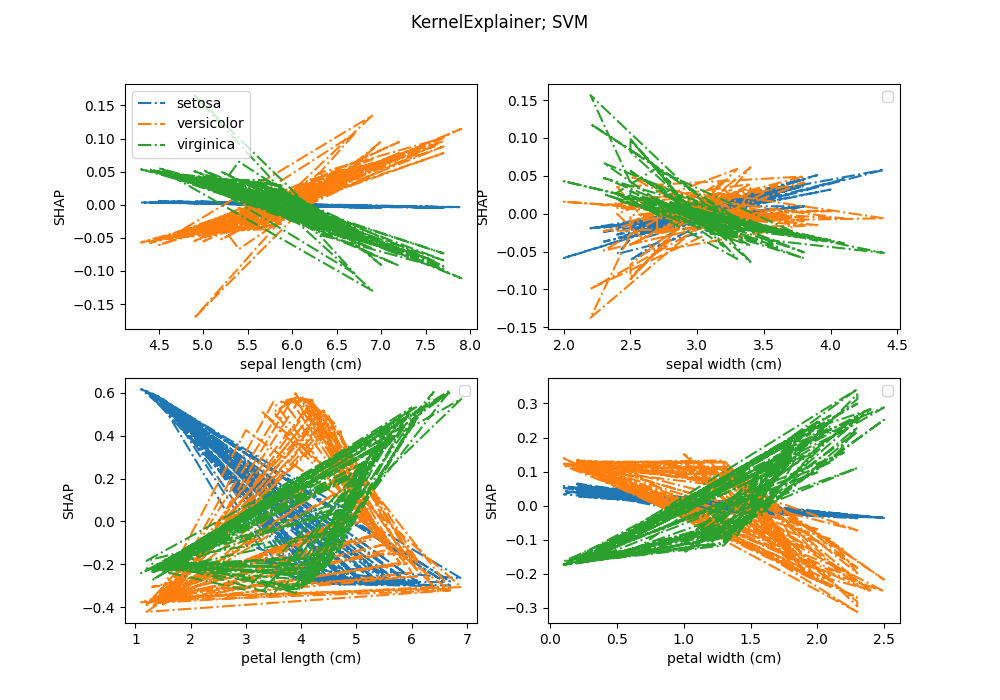 KernelExplainer; SVM
0.15
0.10
0.05
0.00
−0.05
−0.10
−0.15
SHAP
setosa
versicolor
virginica
4.5 5.0 5.5 6.0 6.5 7.0 7.5 8.0
sepal length (cm)
0.15
0.10
0.05
0.00
−0.05
−0.10
−0.15
SHAP
2.0 2.5 3.0 3.5 4.0 4.5
sepal width (cm)
0.6
0.4
0.2
0.0
−0.2
−0.4
SHAP
1 2 3 4 5 6 7
petal length (cm)
0.3
0.2
0.1
0.0
−0.1
−0.2
−0.3
SHAP
0.0 0.5 1.0 1.5 2.0 2.5
petal width (cm)